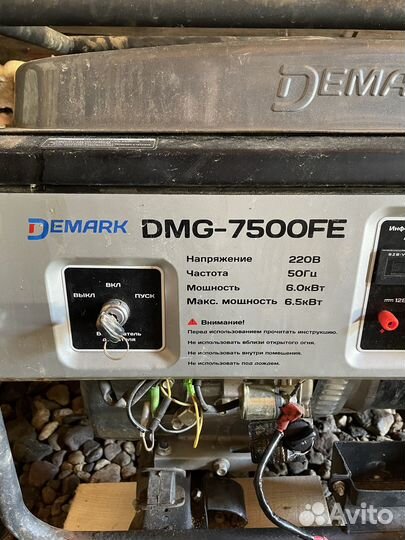 DEMARK
DEMARK DMG-7500FE
Напряжение 220В
Частота 50Гц
Мощность 6.0кВт
Макс. мощность 6.5кВт
ВКЛ
ВЫКЛ ПУСК
Внимание!
Перед использованием прочитать инструкцию.
Не использовать вблизи открытого огня.
Не использовать внутри помещения.
Не использовать под дождем.
Avito